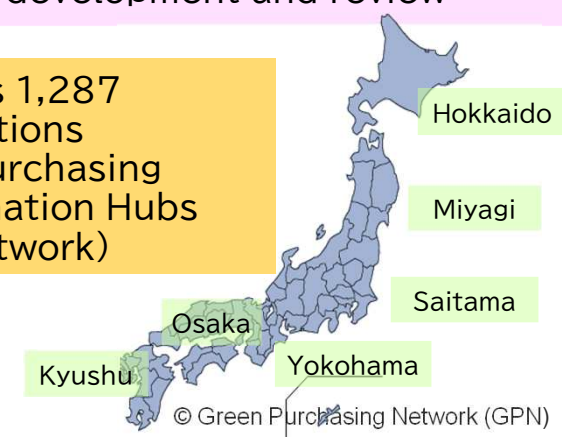 development and review
s 1,287
tions
urchasing
nation Hubs
twork)
Hokkaido
Miyagi
Saitama
Osaka
Yokohama
Kyushu
© Green Purchasing Network (GPN)